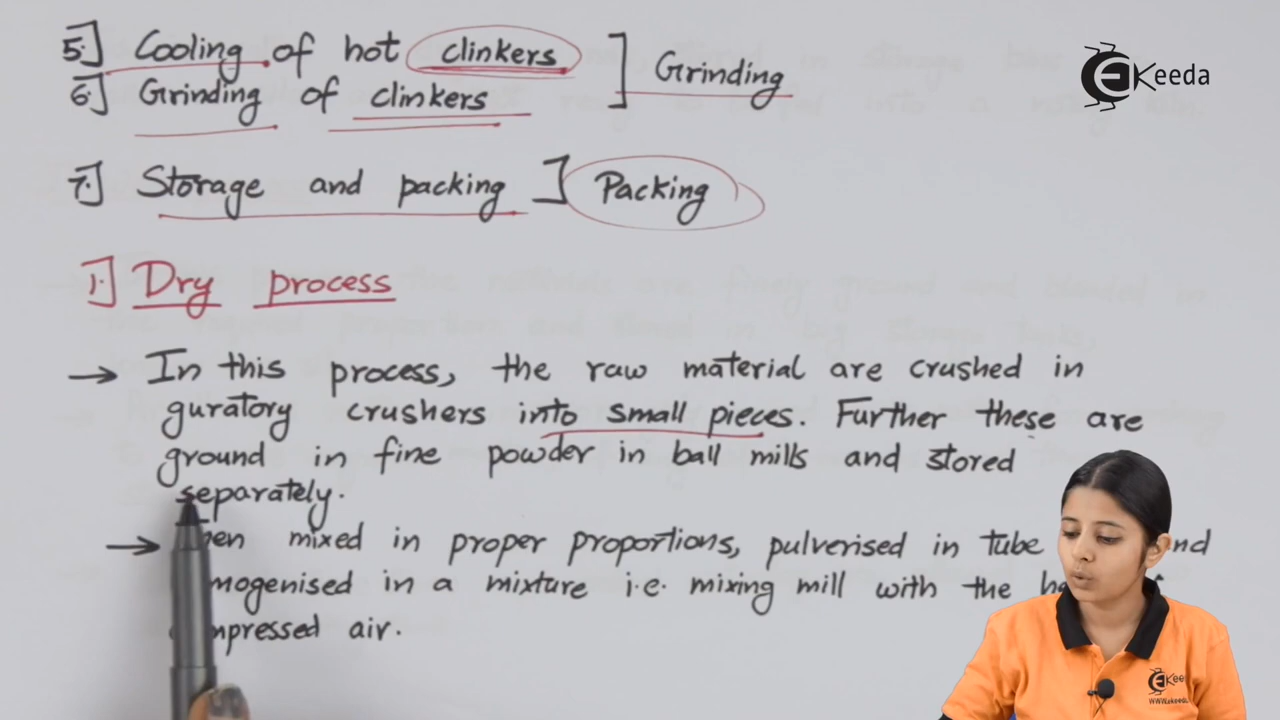 5.] Cooling of hot clinkers ] Grinding
6.] Grinding of clinkers
7.] Storage and packing ] Packing
Keeda
1.] Dry process
→ In this process, the raw material are crushed in
guratory crushers into small pieces. Further these are
ground in fine powder in ball mills and stored
separately.
→ mixed in proper proportions, pulverised in tube
in a mixture i.e. mixing mill with the
air.
Keeda